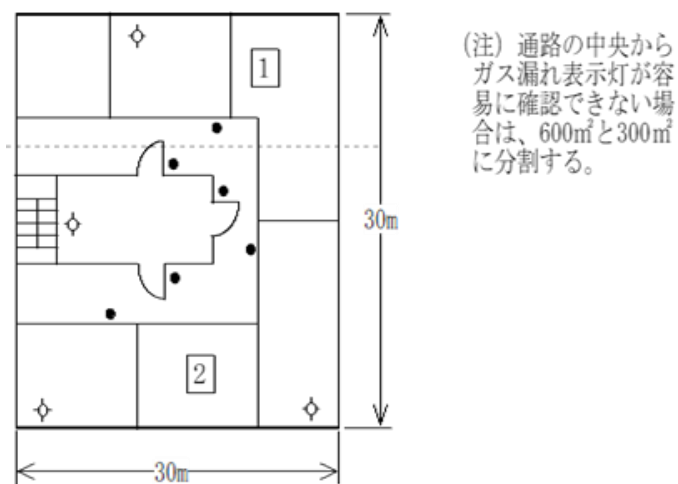 1
(注) 通路の中央から
ガス漏れ表示灯が容
易に確認できない場
合は、600㎡と300㎡
に分割する。
30m
2
30m